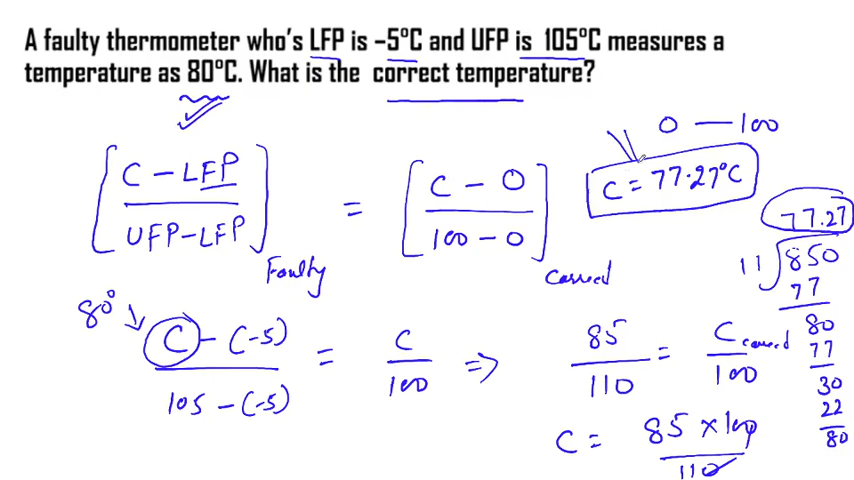 A faulty thermometer who's LFP is –5°C and UFP is 105°C measures a
temperature as 80°C. What is the correct temperature?
0 — 100
[C - LFP / UFP - LFP] Faulty = [C - 0 / 100 - 0] Correct
C = 77.27°C
77.27
11 ) 850
77
80
77
30
22
80
80° C - (-5) / 105 - (-5) = C / 100 ⇒ 85 / 110 = C correct / 100
C = 85 × 100 / 110